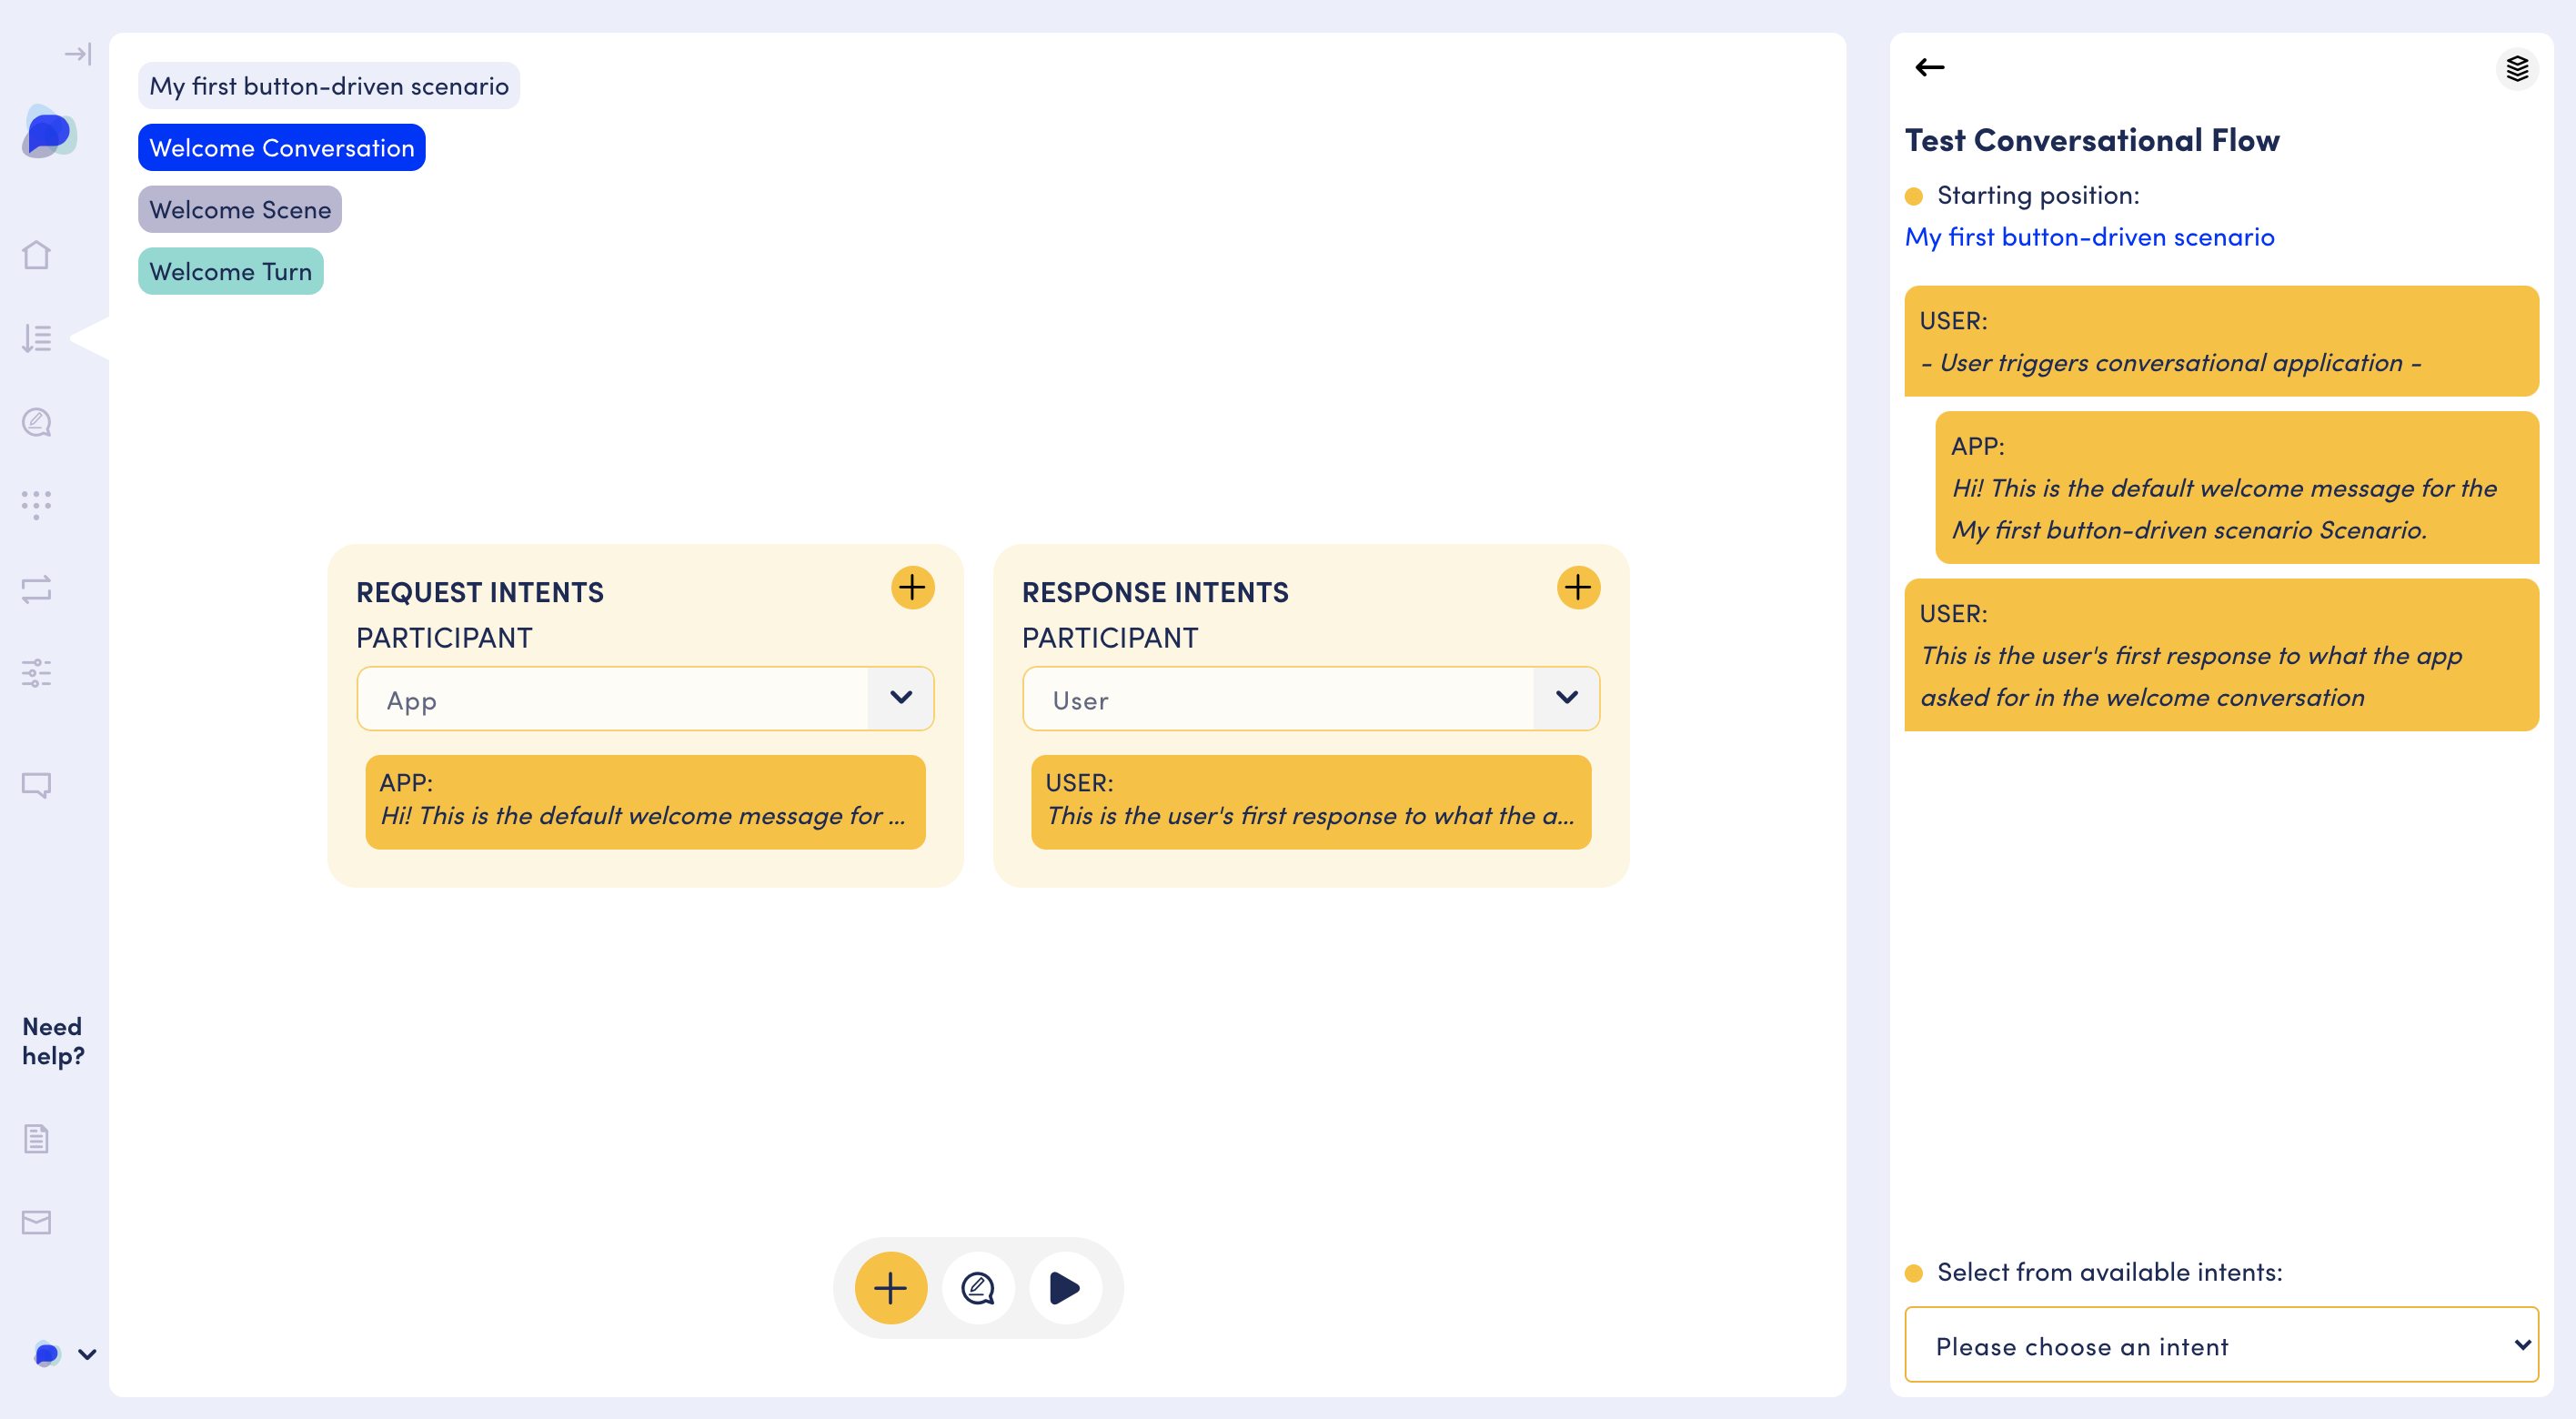 My first button-driven scenario
Welcome Conversation
Welcome Scene
Welcome Turn
REQUEST INTENTS
PARTICIPANT
App
APP:
Hi! This is the default welcome message for ...
RESPONSE INTENTS
PARTICIPANT
User
USER:
This is the user's first response to what the a...
Need
help?
Test Conversational Flow
Starting position:
My first button-driven scenario
USER:
- User triggers conversational application -
APP:
Hi! This is the default welcome message for the
My first button-driven scenario Scenario.
USER:
This is the user's first response to what the app
asked for in the welcome conversation
Select from available intents:
Please choose an intent